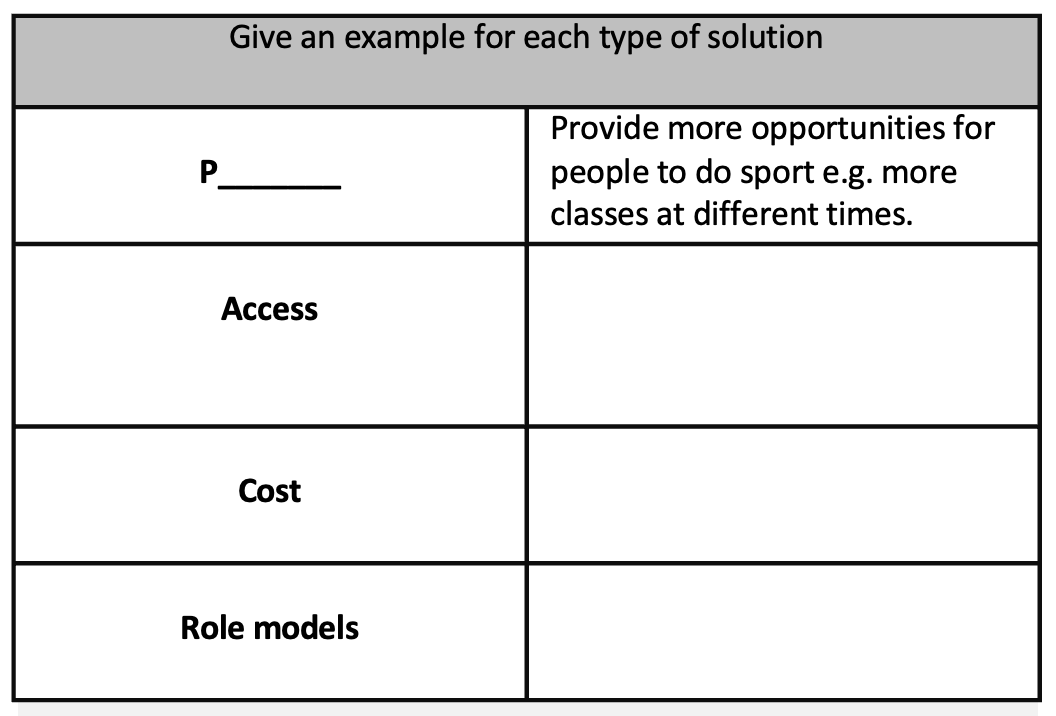 Give an example for each type of solution
P_______
Provide more opportunities for
people to do sport e.g. more
classes at different times.
Access
Cost
Role models